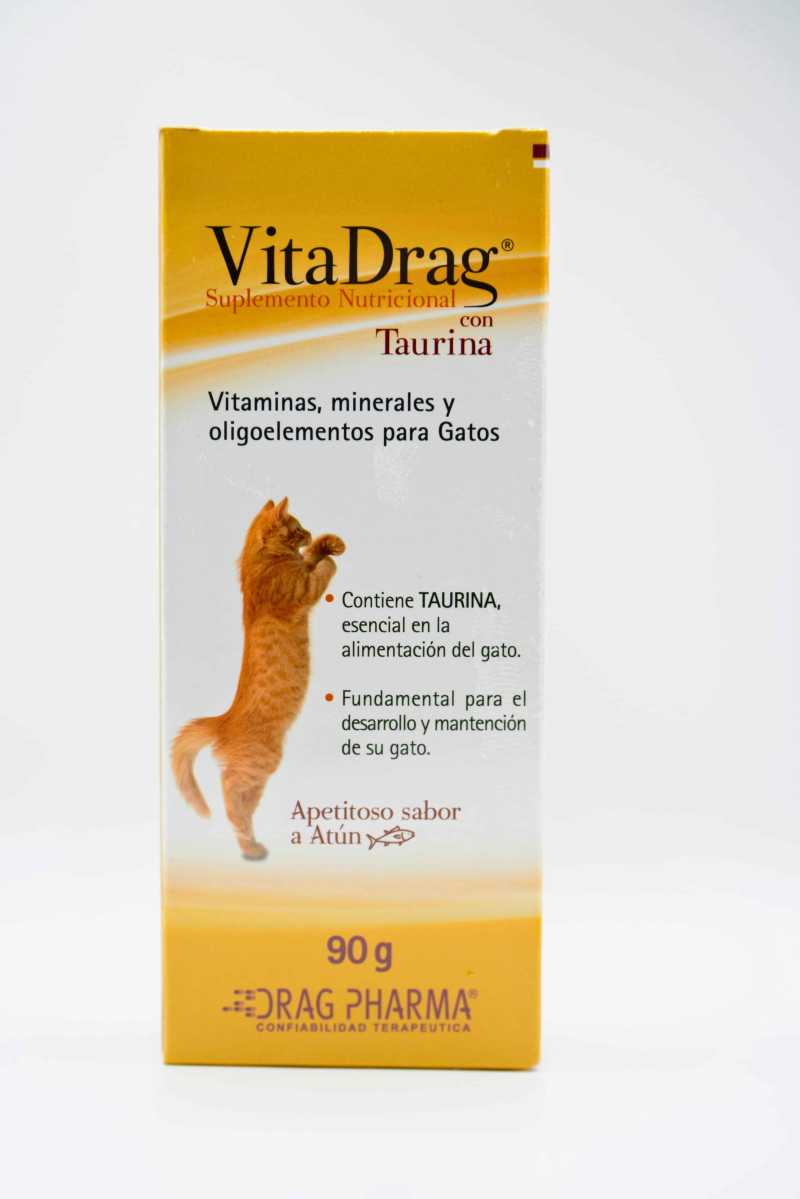 VitaDrag®
Suplemento Nutricional
con
Taurina
Vitaminas, minerales y
oligoelementos para Gatos
• Contiene TAURINA,
esencial en la
alimentación del gato.
• Fundamental para el
desarrollo y mantención
de su gato.
Apetitoso sabor
a Atún
90 g
DRAG PHARMA®
CONFIABILIDAD TERAPEUTICA